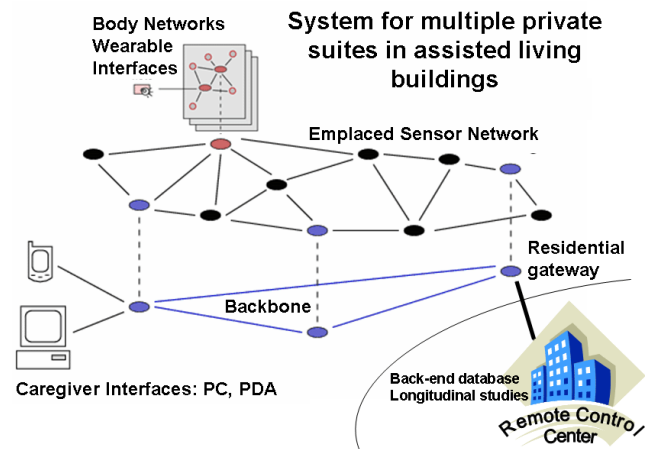 System for multiple private
suites in assisted living
buildings
Body Networks
Wearable
Interfaces
Emplaced Sensor Network
Residential
gateway
Backbone
Caregiver Interfaces: PC, PDA
Back-end database
Longitudinal studies
Remote Control
Center